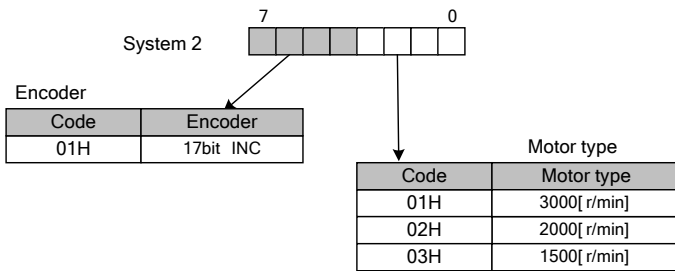 7 0
System 2
Encoder
Code Encoder
01H 17bit INC
Motor type
Code Motor type
01H 3000[ r/min]
02H 2000[ r/min]
03H 1500[ r/min]